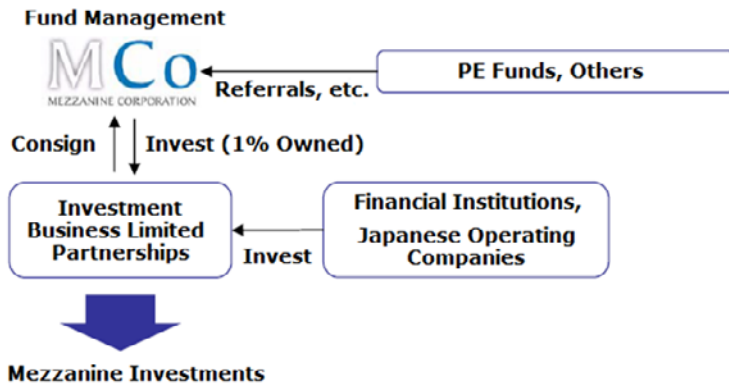 Fund Management
MCo
MEZZANINE CORPORATION
PE Funds, Others
Referrals, etc.
Consign
Invest (1% Owned)
Investment
Business Limited
Partnerships
Invest
Financial Institutions,
Japanese Operating
Companies
Mezzanine Investments